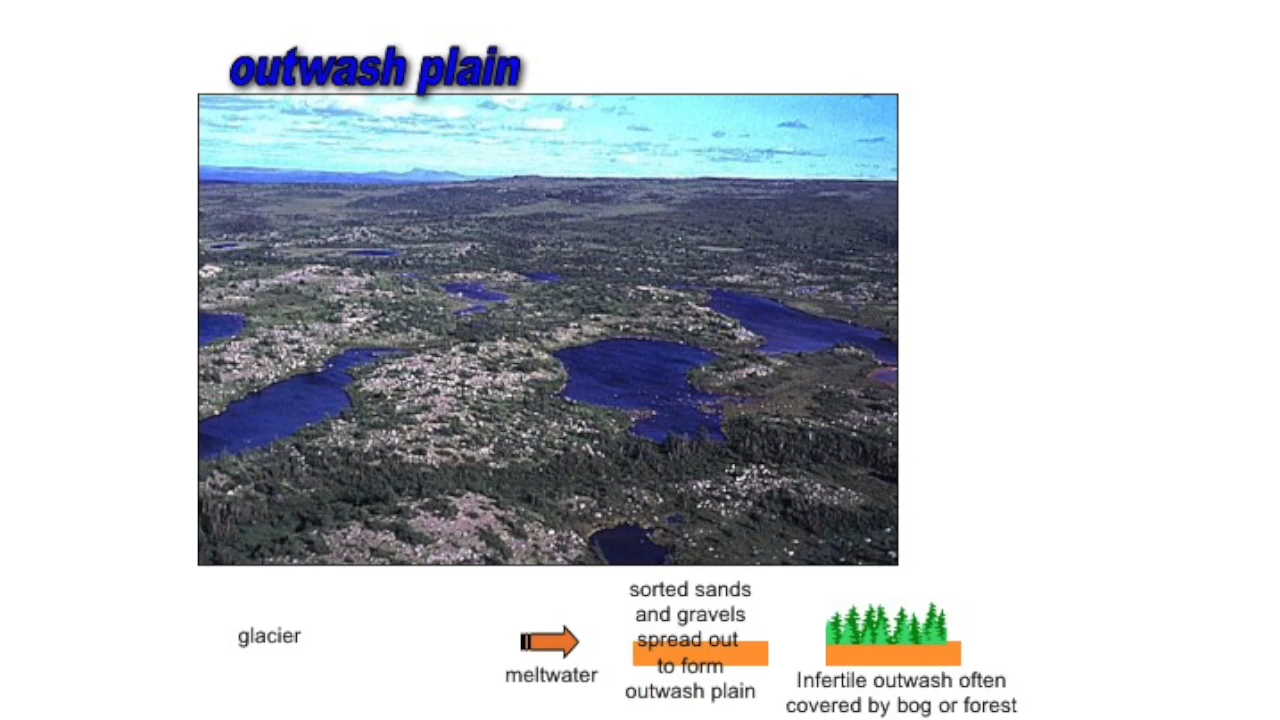 outwash plain
glacier
meltwater
sorted sands
and gravels
spread out
to form
outwash plain
Infertile outwash often
covered by bog or forest